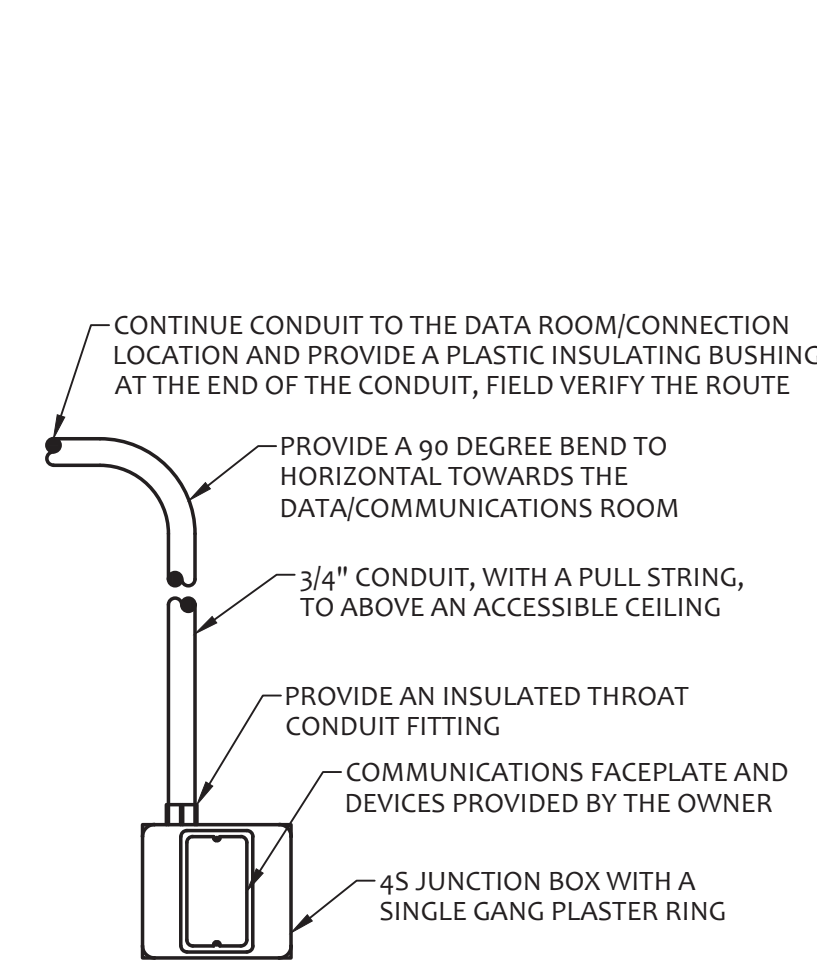 CONTINUE CONDUIT TO THE DATA ROOM/CONNECTION
LOCATION AND PROVIDE A PLASTIC INSULATING BUSHING
AT THE END OF THE CONDUIT, FIELD VERIFY THE ROUTE
PROVIDE A 90 DEGREE BEND TO
HORIZONTAL TOWARDS THE
DATA/COMMUNICATIONS ROOM
3/4" CONDUIT, WITH A PULL STRING,
TO ABOVE AN ACCESSIBLE CEILING
PROVIDE AN INSULATED THROAT
CONDUIT FITTING
COMMUNICATIONS FACEPLATE AND
DEVICES PROVIDED BY THE OWNER
4S JUNCTION BOX WITH A
SINGLE GANG PLASTER RING